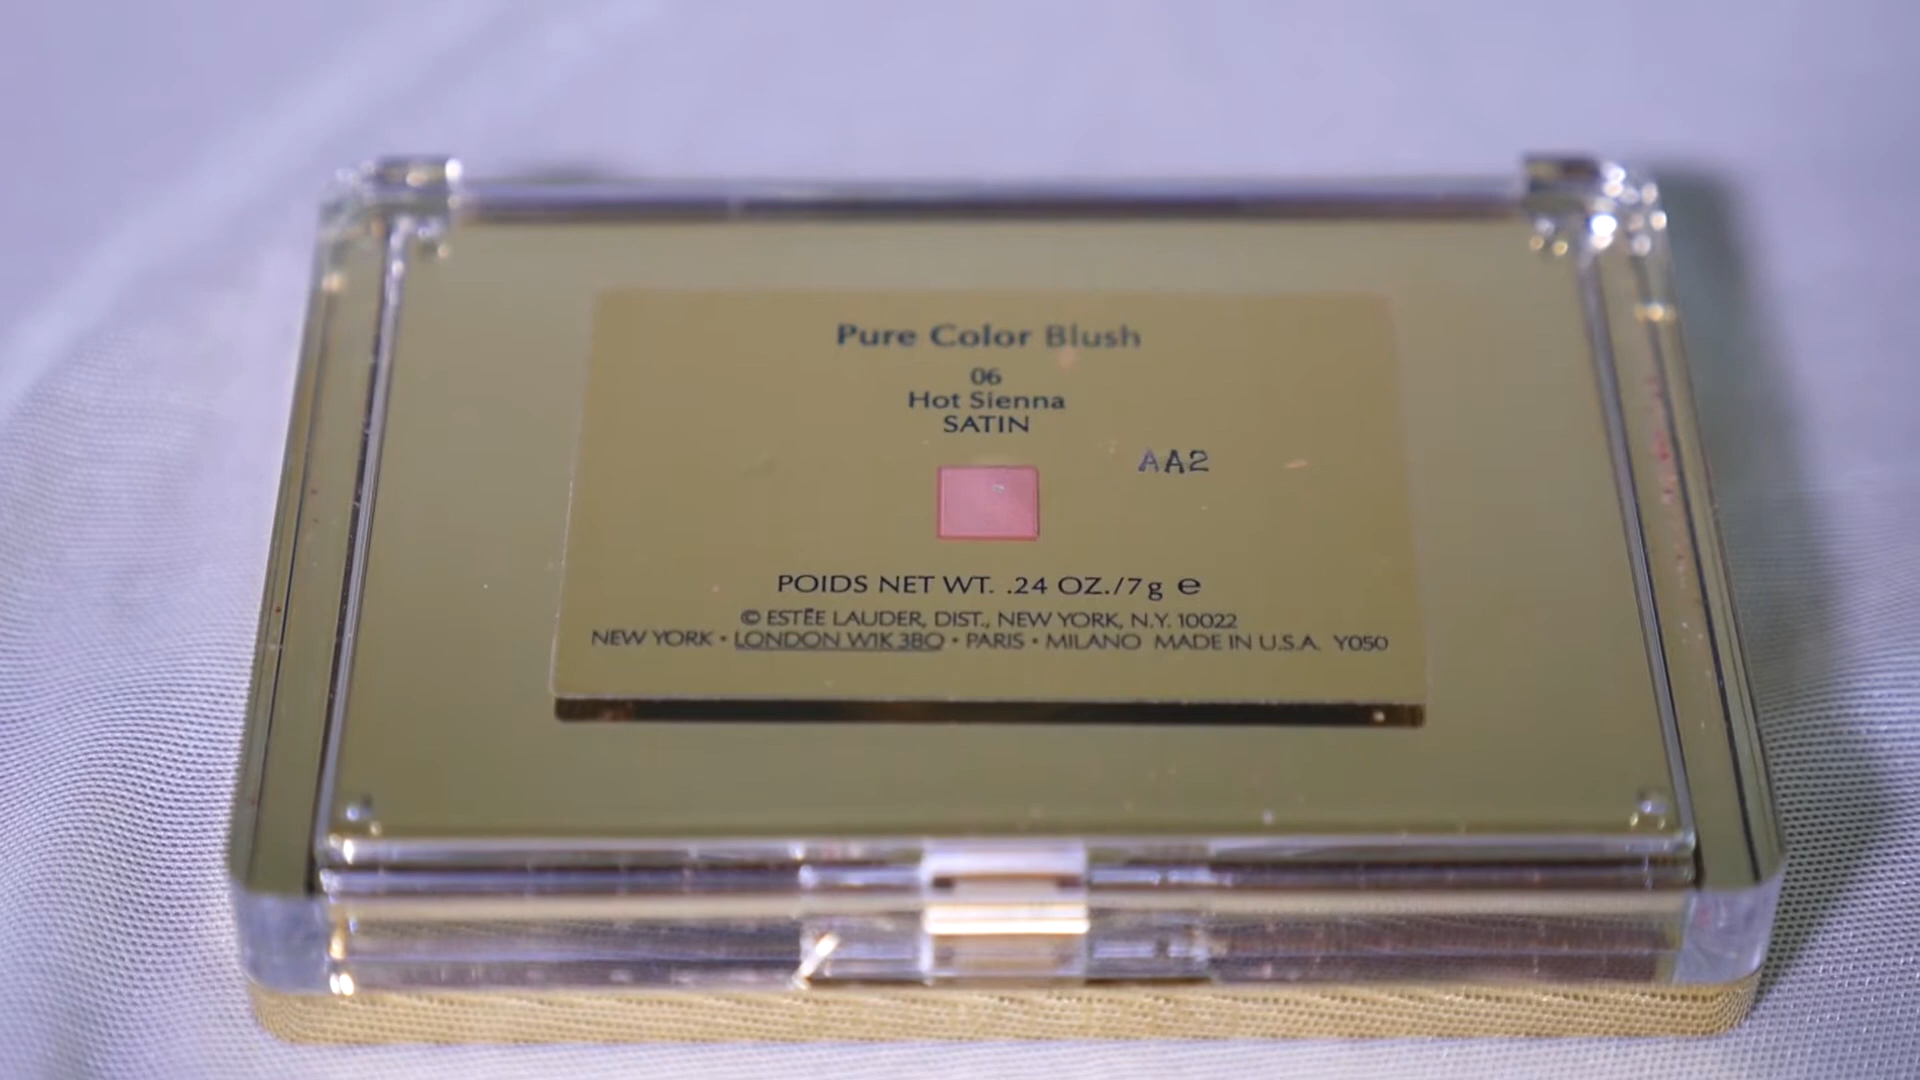 Pure Color Blush
06
Hot Sienna
SATIN
AA2
POIDS NET WT. .24 OZ./7g e
© ESTÉE LAUDER, DIST., NEW YORK, N.Y. 10022
NEW YORK • LONDON W1K 3BQ • PARIS • MILANO MADE IN U.S.A. Y050